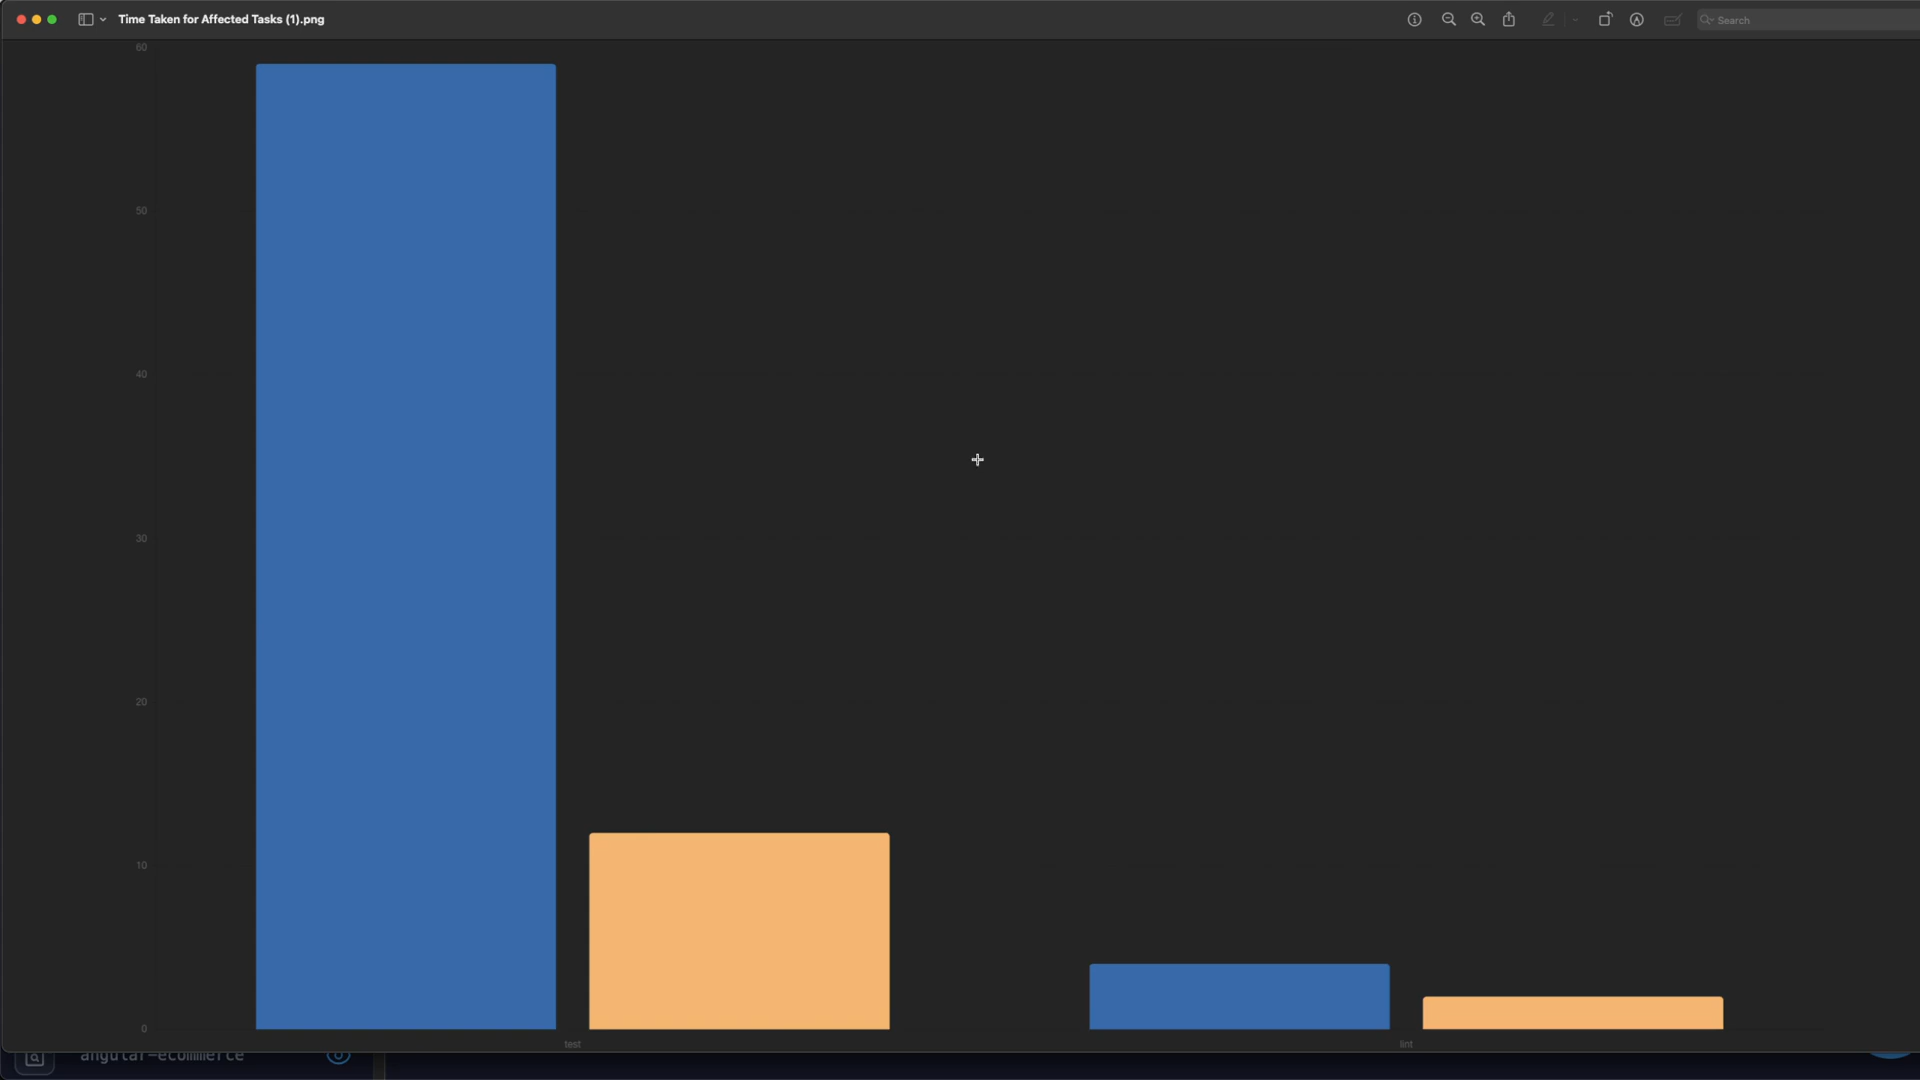 Time Taken for Affected Tasks (1).png
Search
60
50
40
30
20
10
0
test
lint
angular-ecommerce